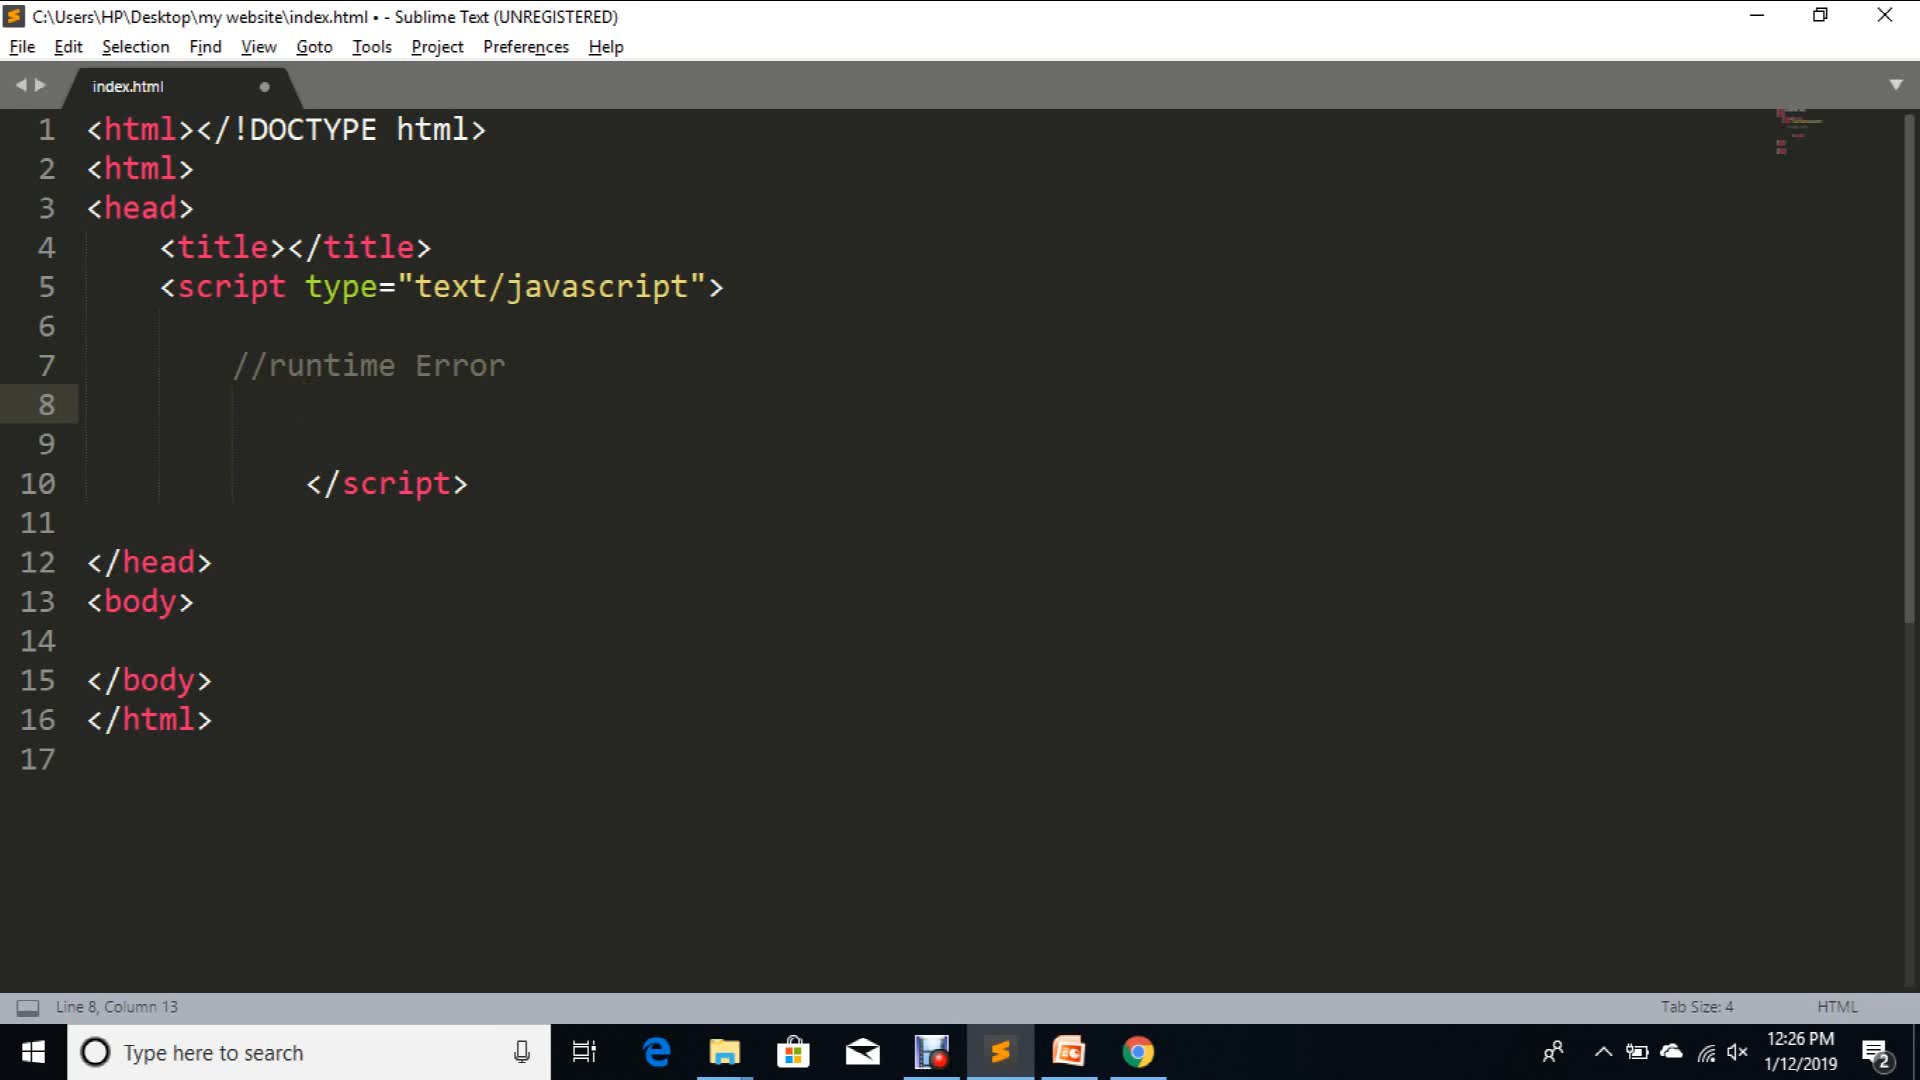 C:\Users\HP\Desktop\my website\index.html • - Sublime Text (UNREGISTERED)
File Edit Selection Find View Goto Tools Project Preferences Help
index.html
1 <html></!DOCTYPE html>
2 <html>
3 <head>
4 <title></title>
5 <script type="text/javascript">
6
7 //runtime Error
8
9
10 </script>
11
12 </head>
13 <body>
14
15 </body>
16 </html>
17
Line 8, Column 13 Tab Size: 4 HTML
Type here to search
12:26 PM
1/12/2019
2